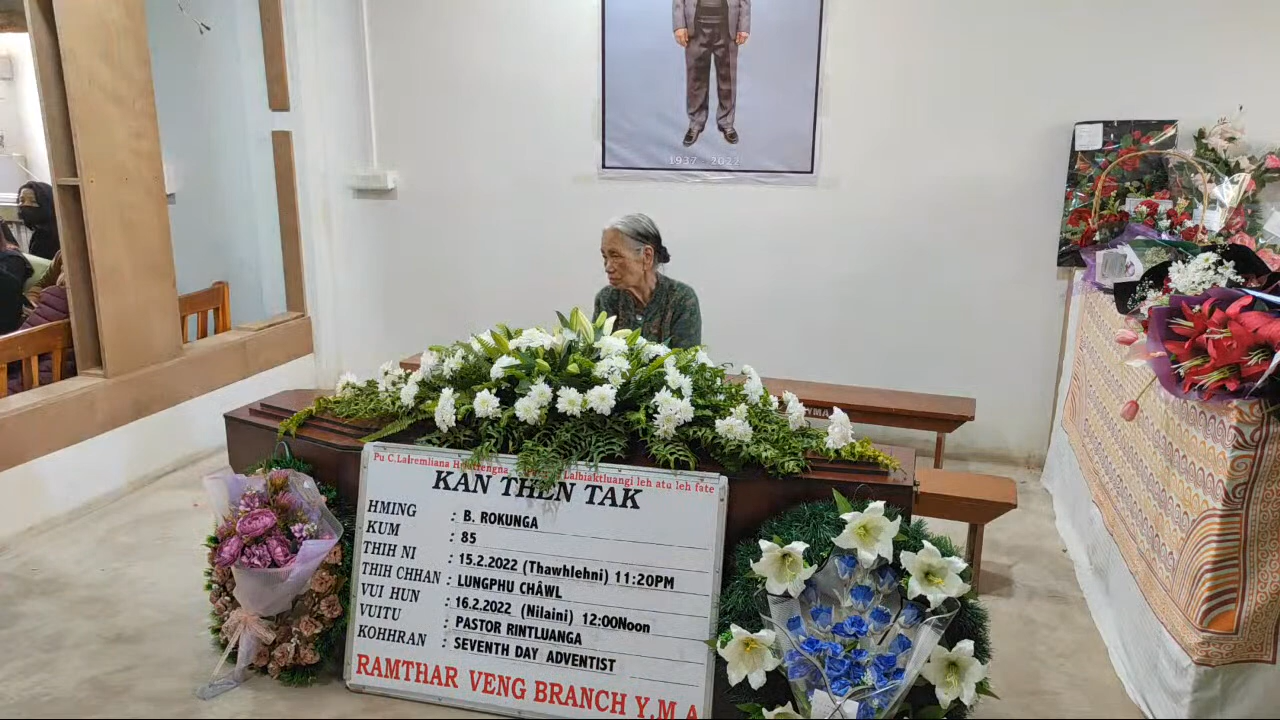 1937 - 2022
YMA
Pu C.Lalremliana Lalbiaktluangi leh atu leh fate
KAN THEN TAK
HMING : B. ROKUNGA
KUM : 85
THIH NI : 15.2.2022 (Thawhlehni) 11:20PM
THIH CHHAN : LUNGPHU CHÂWL
VUI HUN : 16.2.2022 (Nilaini) 12:00Noon
VUITU : PASTOR RINTLUANGA
KOHHRAN : SEVENTH DAY ADVENTIST
RAMTHAR VENG BRANCH Y.M.A